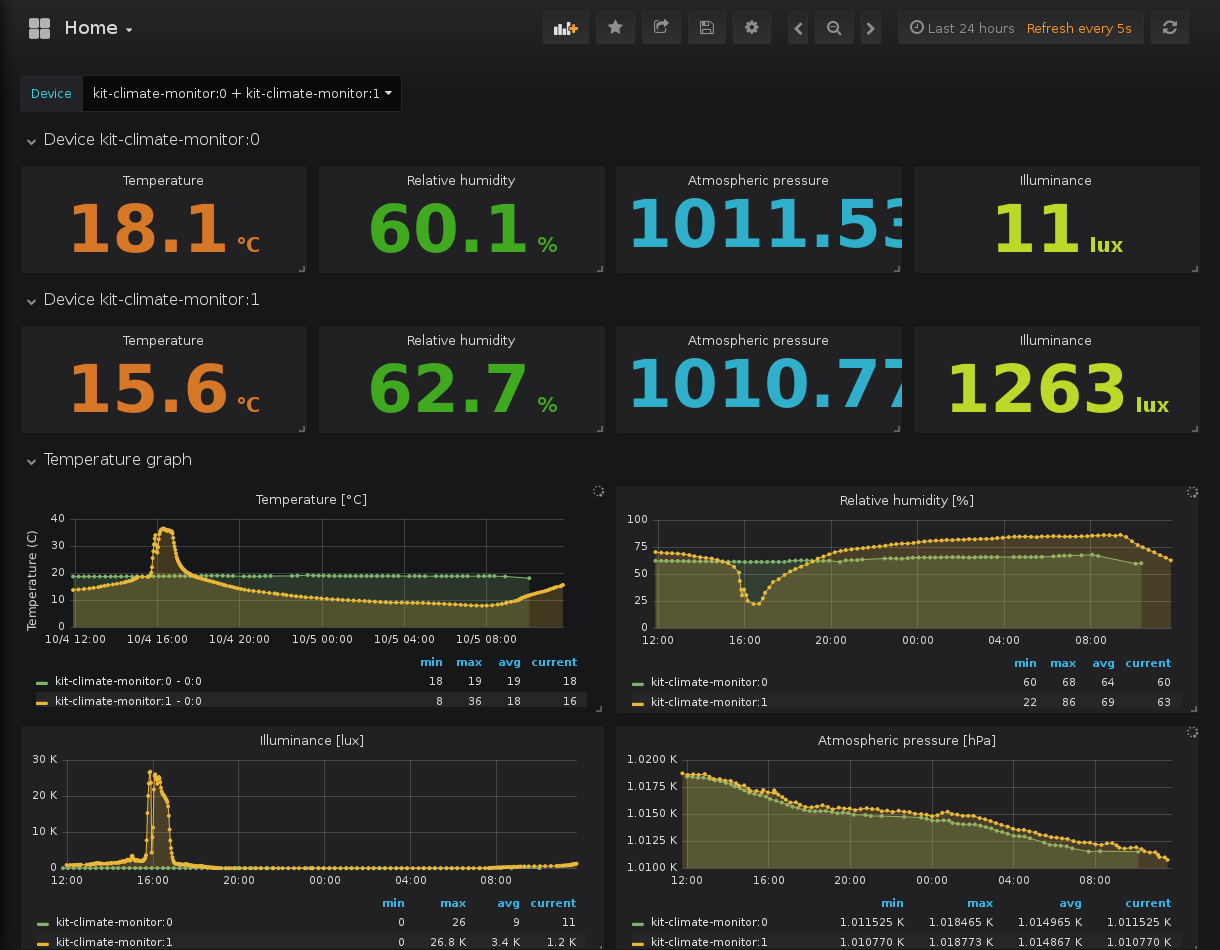 Home
Last 24 hours Refresh every 5s
Device kit-climate-monitor:0 + kit-climate-monitor:1
Device kit-climate-monitor:0
Temperature Relative humidity Atmospheric pressure Illuminance
18.1 °C 60.1 % 1011.53 11 lux
Device kit-climate-monitor:1
Temperature Relative humidity Atmospheric pressure Illuminance
15.6 °C 62.7 % 1010.77 1263 lux
Temperature graph
Temperature [°C]
Temperature (C)
40
30
20
10
0
10/4 12:00 10/4 16:00 10/4 20:00 10/5 00:00 10/5 04:00 10/5 08:00
min max avg current
kit-climate-monitor:0 - 0:0 18 19 19 18
kit-climate-monitor:1 - 0:0 8 36 18 16
Relative humidity [%]
100
75
50
25
0
12:00 16:00 20:00 00:00 04:00 08:00
min max avg current
kit-climate-monitor:0 60 68 64 60
kit-climate-monitor:1 22 86 69 63
Illuminance [lux]
30 K
20 K
10 K
0
12:00 16:00 20:00 00:00 04:00 08:00
min max avg current
kit-climate-monitor:0 0 26 9 11
kit-climate-monitor:1 0 26.8 K 3.4 K 1.2 K
Atmospheric pressure [hPa]
1.0200 K
1.0175 K
1.0150 K
1.0125 K
1.0100 K
12:00 16:00 20:00 00:00 04:00 08:00
min max avg current
kit-climate-monitor:0 1.011525 K 1.018465 K 1.014965 K 1.011525 K
kit-climate-monitor:1 1.010770 K 1.018773 K 1.014867 K 1.010770 K